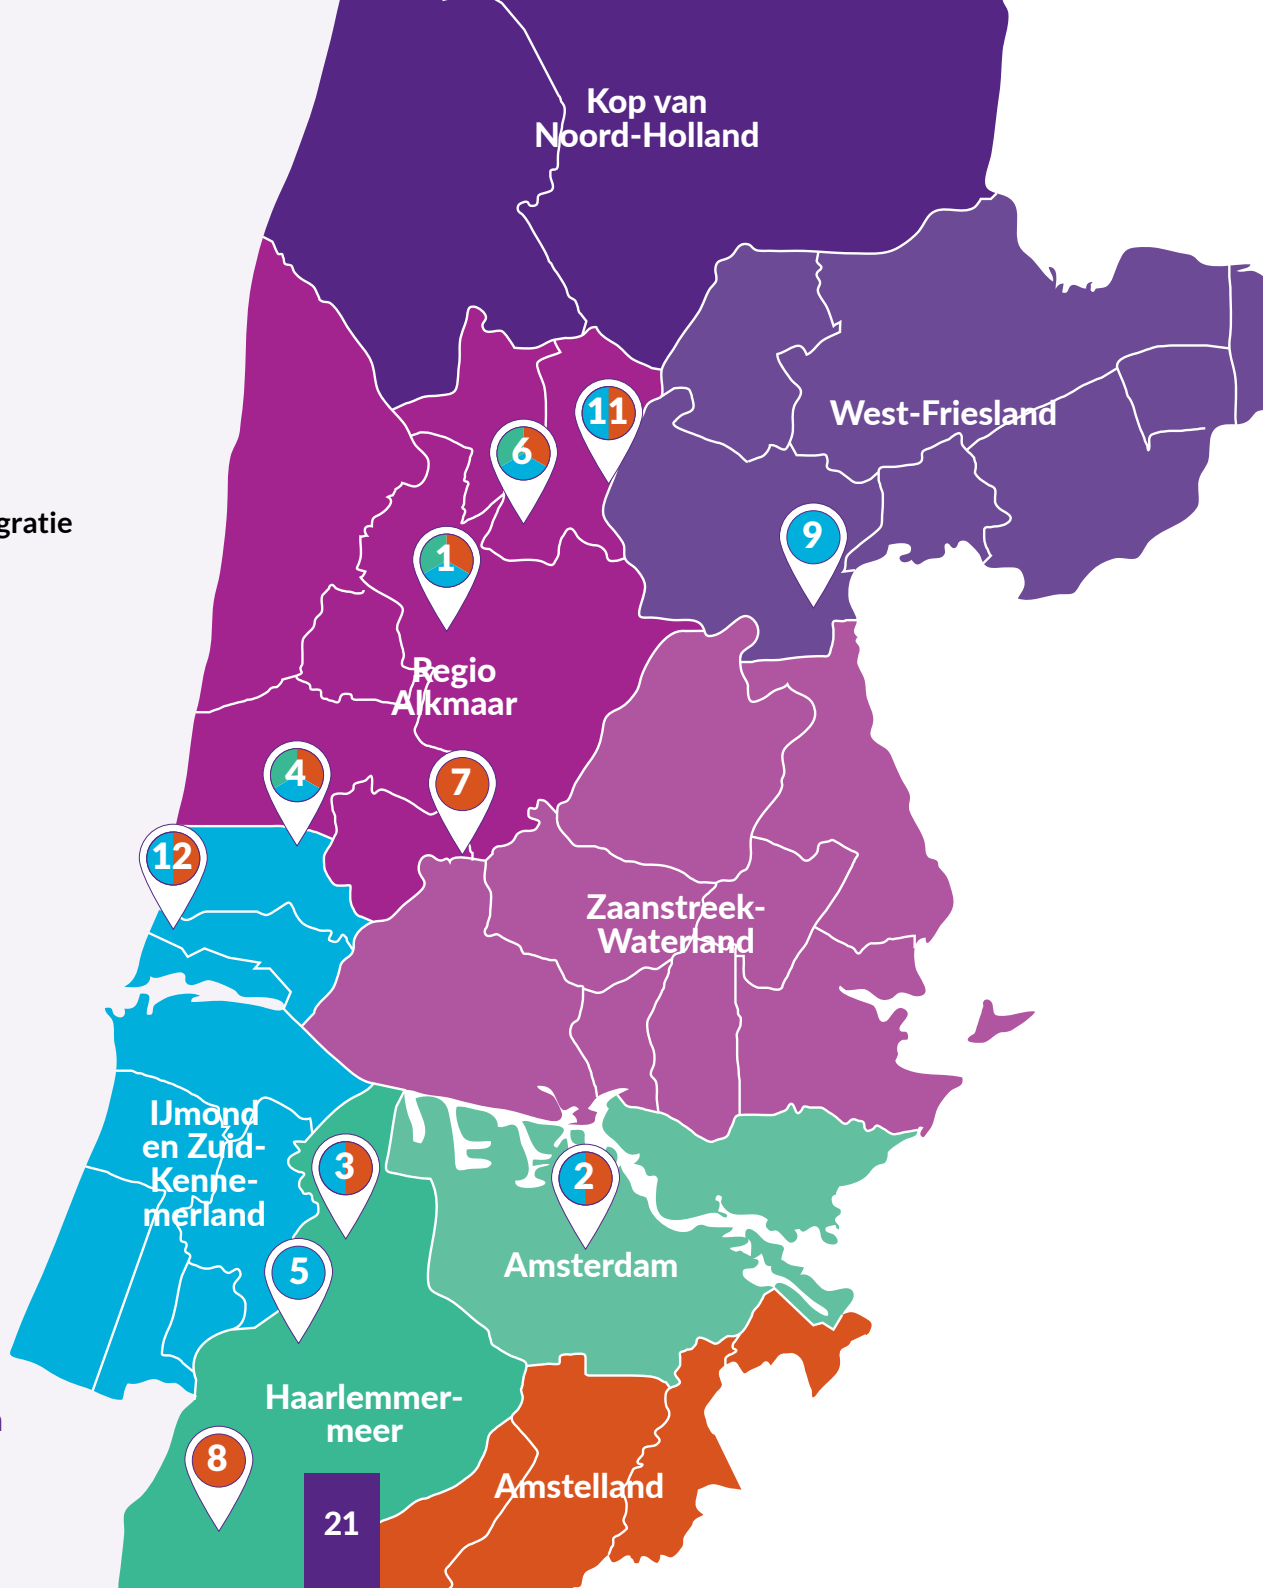 Kop van
Noord-Holland
11
West-Friesland
6
gratie
9
1
Regio
Alkmaar
4
7
12
Zaanstreek-
Waterland
IJmond
en Zuid-
Kenne-
merland
3
2
Amsterdam
5
Haarlemmer-
meer
8
Amstelland
21